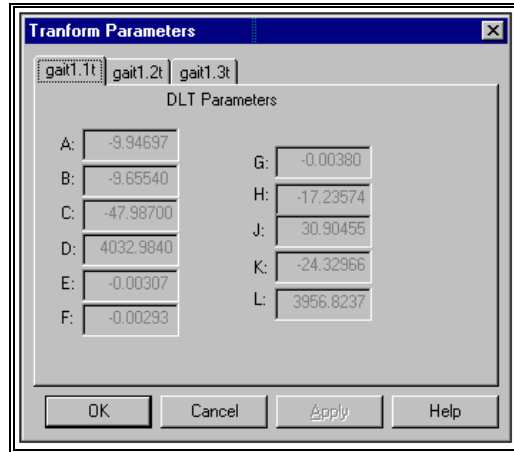 Tranform Parameters
gait1.1t gait1.2t gait1.3t
DLT Parameters
A: -9.94697
B: -9.65540
C: -47.98700
D: 4032.9840
E: -0.00307
F: -0.00293
G: -0.00380
H: -17.23574
J: 30.90455
K: -24.32966
L: 3956.8237
OK Cancel Apply Help